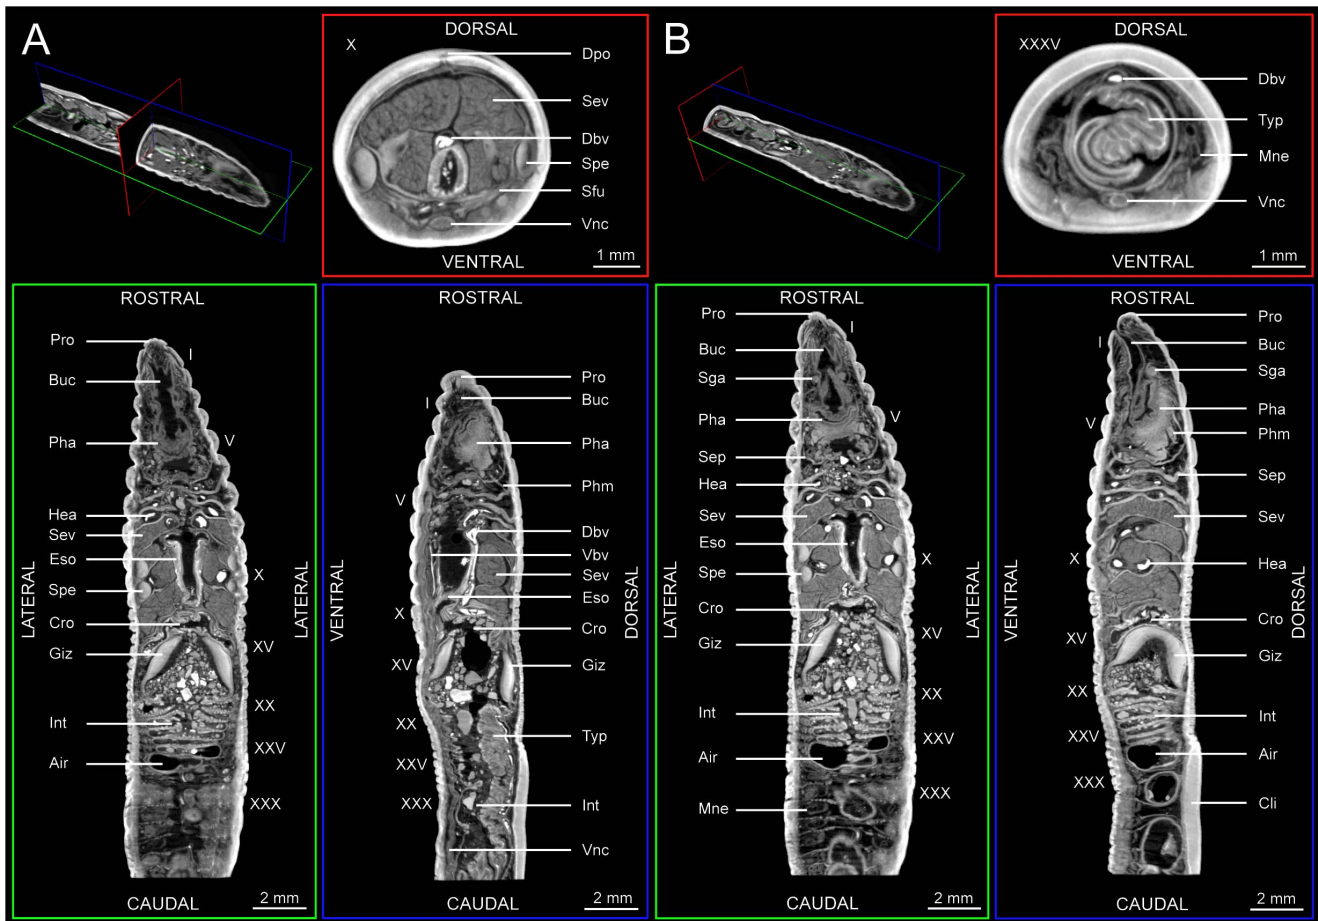 A
X
DORSAL
Dpo
Sev
Dbv
Spe
Sfu
Vnc
VENTRAL
1 mm
B
XXXV
DORSAL
Dbv
Typ
Mne
Vnc
VENTRAL
1 mm
ROSTRAL
Pro
I
Buc
Pha
V
Hea
Sev
Eso
X
Spe
Cro
XV
Giz
XX
Int
XXV
Air
XXX
LATERAL
LATERAL
CAUDAL
2 mm
ROSTRAL
Pro
Buc
I
Pha
Phm
V
Dbv
Vbv
Sev
Eso
X
Cro
XV
Giz
XX
Typ
XXV
XXX
Int
Vnc
VENTRAL
DORSAL
CAUDAL
2 mm
ROSTRAL
Pro
I
Buc
Sga
Pha
V
Sep
Hea
Sev
Eso
X
Spe
Cro
XV
Giz
XX
Int
XXV
Air
XXX
Mne
LATERAL
LATERAL
CAUDAL
2 mm
ROSTRAL
Pro
I
Buc
Sga
Pha
V
Phm
Sep
Sev
X
Hea
Cro
XV
Giz
XX
Int
XXV
Air
XXX
Cli
VENTRAL
DORSAL
CAUDAL
2 mm